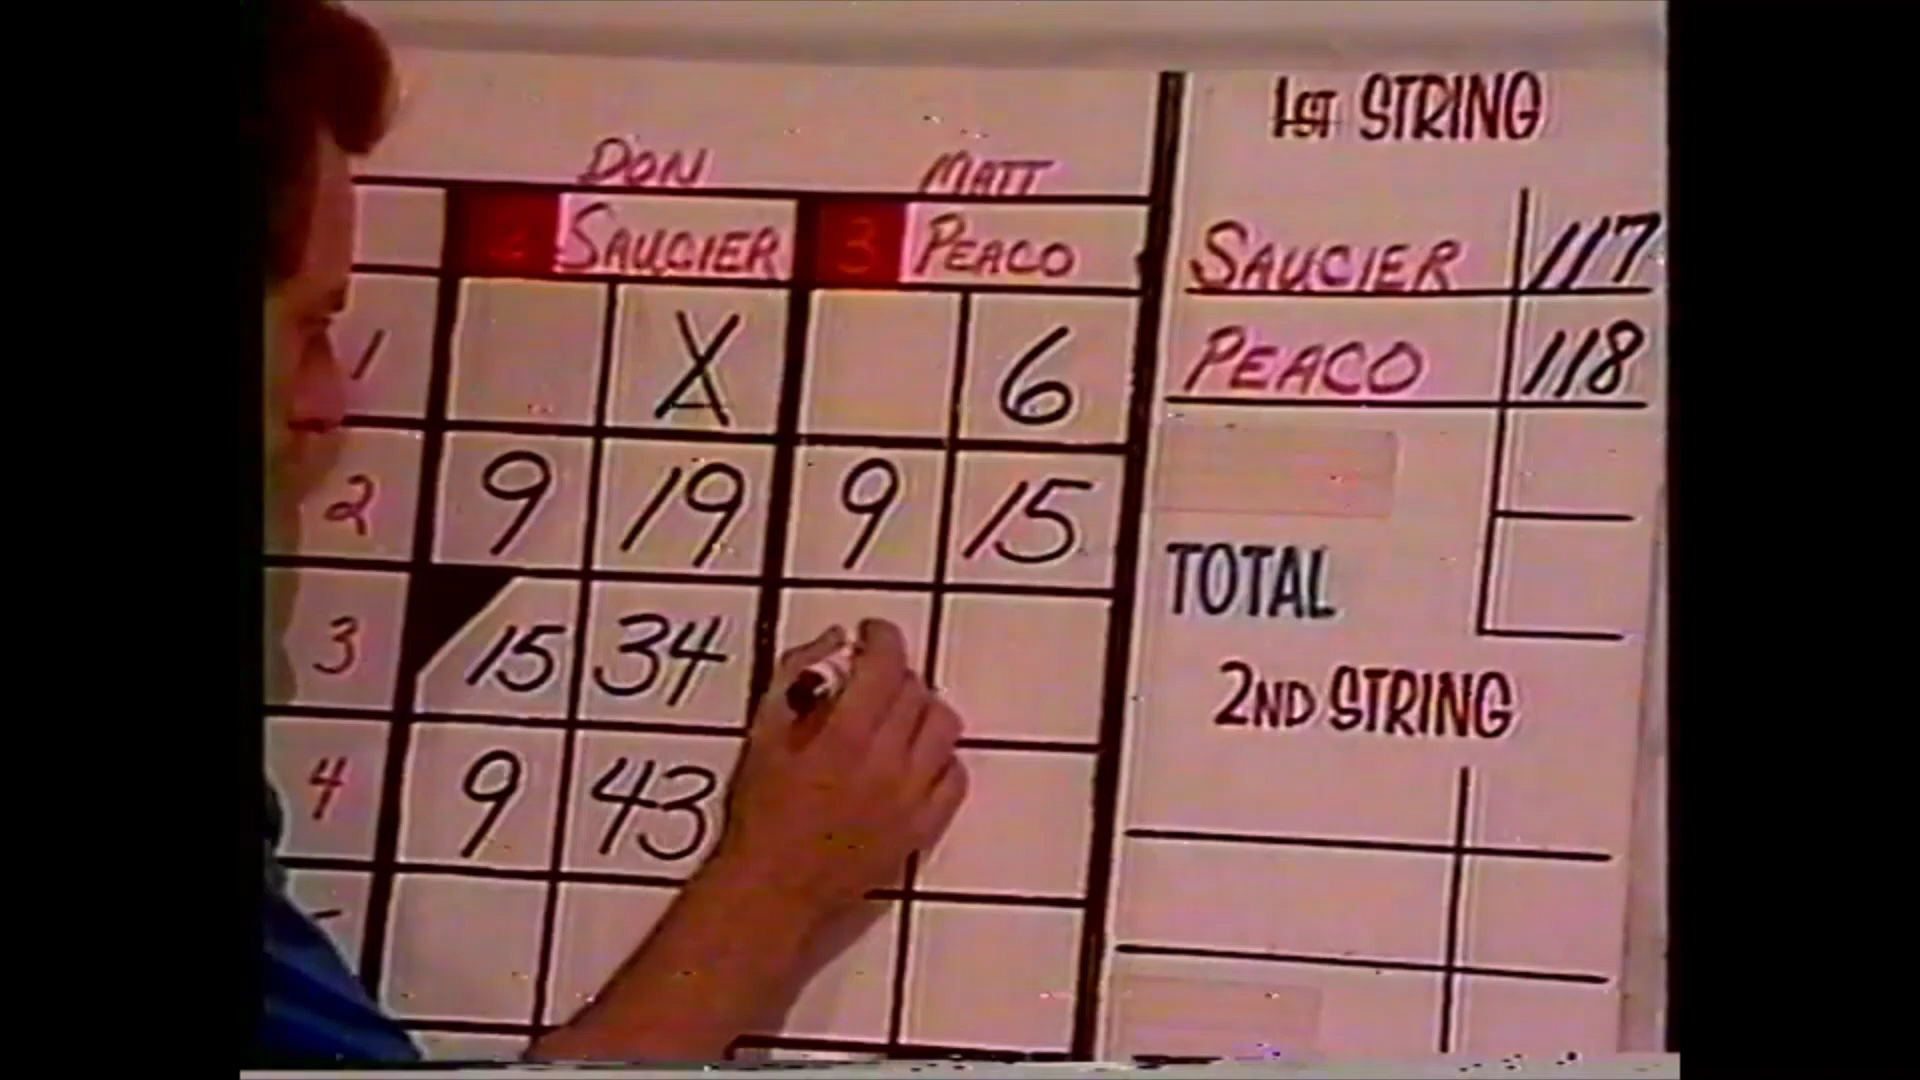 DON MATT
2 SAUCIER 3 PEACO
1 X 6
2 9 19 9 15
3 15 34
4 9 43
1ST STRING
SAUCIER 117
PEACO 118
TOTAL
2ND STRING